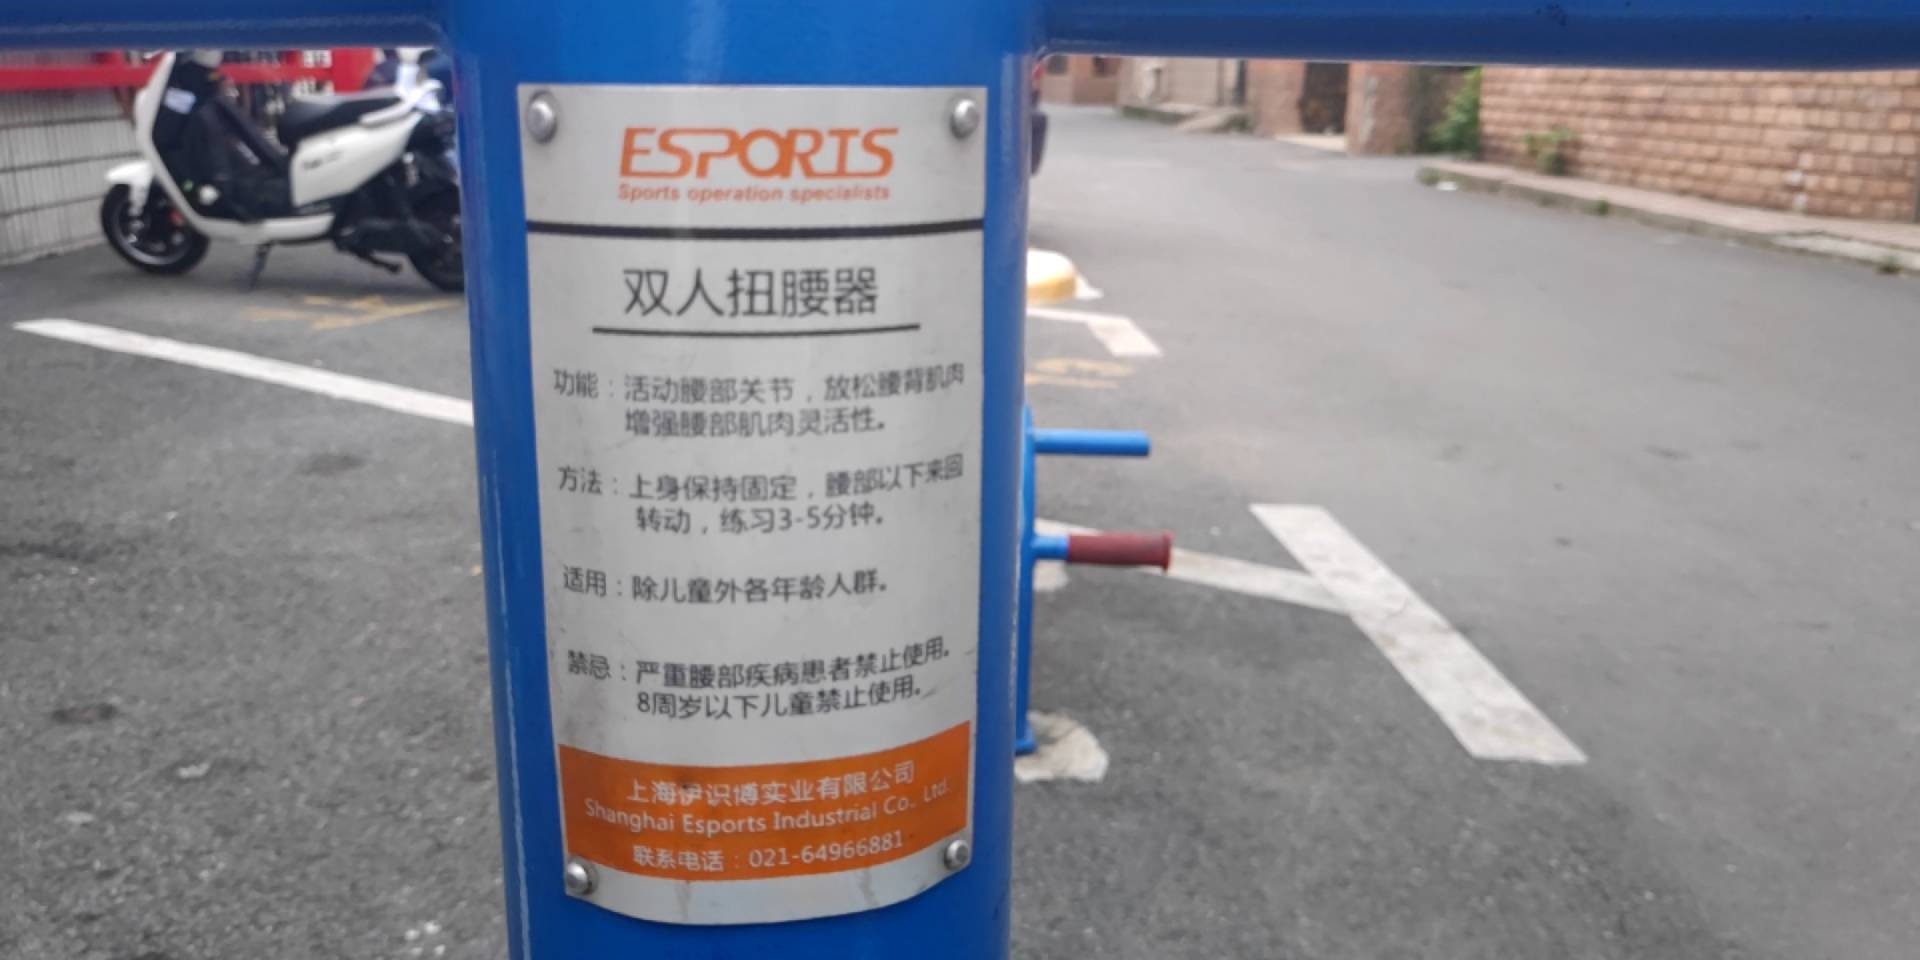 ESPORTS
Sports operation specialists
双人扭腰器
功能：活动腰部关节，放松腰背肌肉
增强腰部肌肉灵活性。
方法：上身保持固定，腰部以下来回
转动，练习3-5分钟。
适用：除儿童外各年龄人群。
禁忌：严重腰部疾病患者禁止使用。
8周岁以下儿童禁止使用。
上海伊识博实业有限公司
Shanghai Esports Industrial Co., Ltd.
联系电话：021-64966881